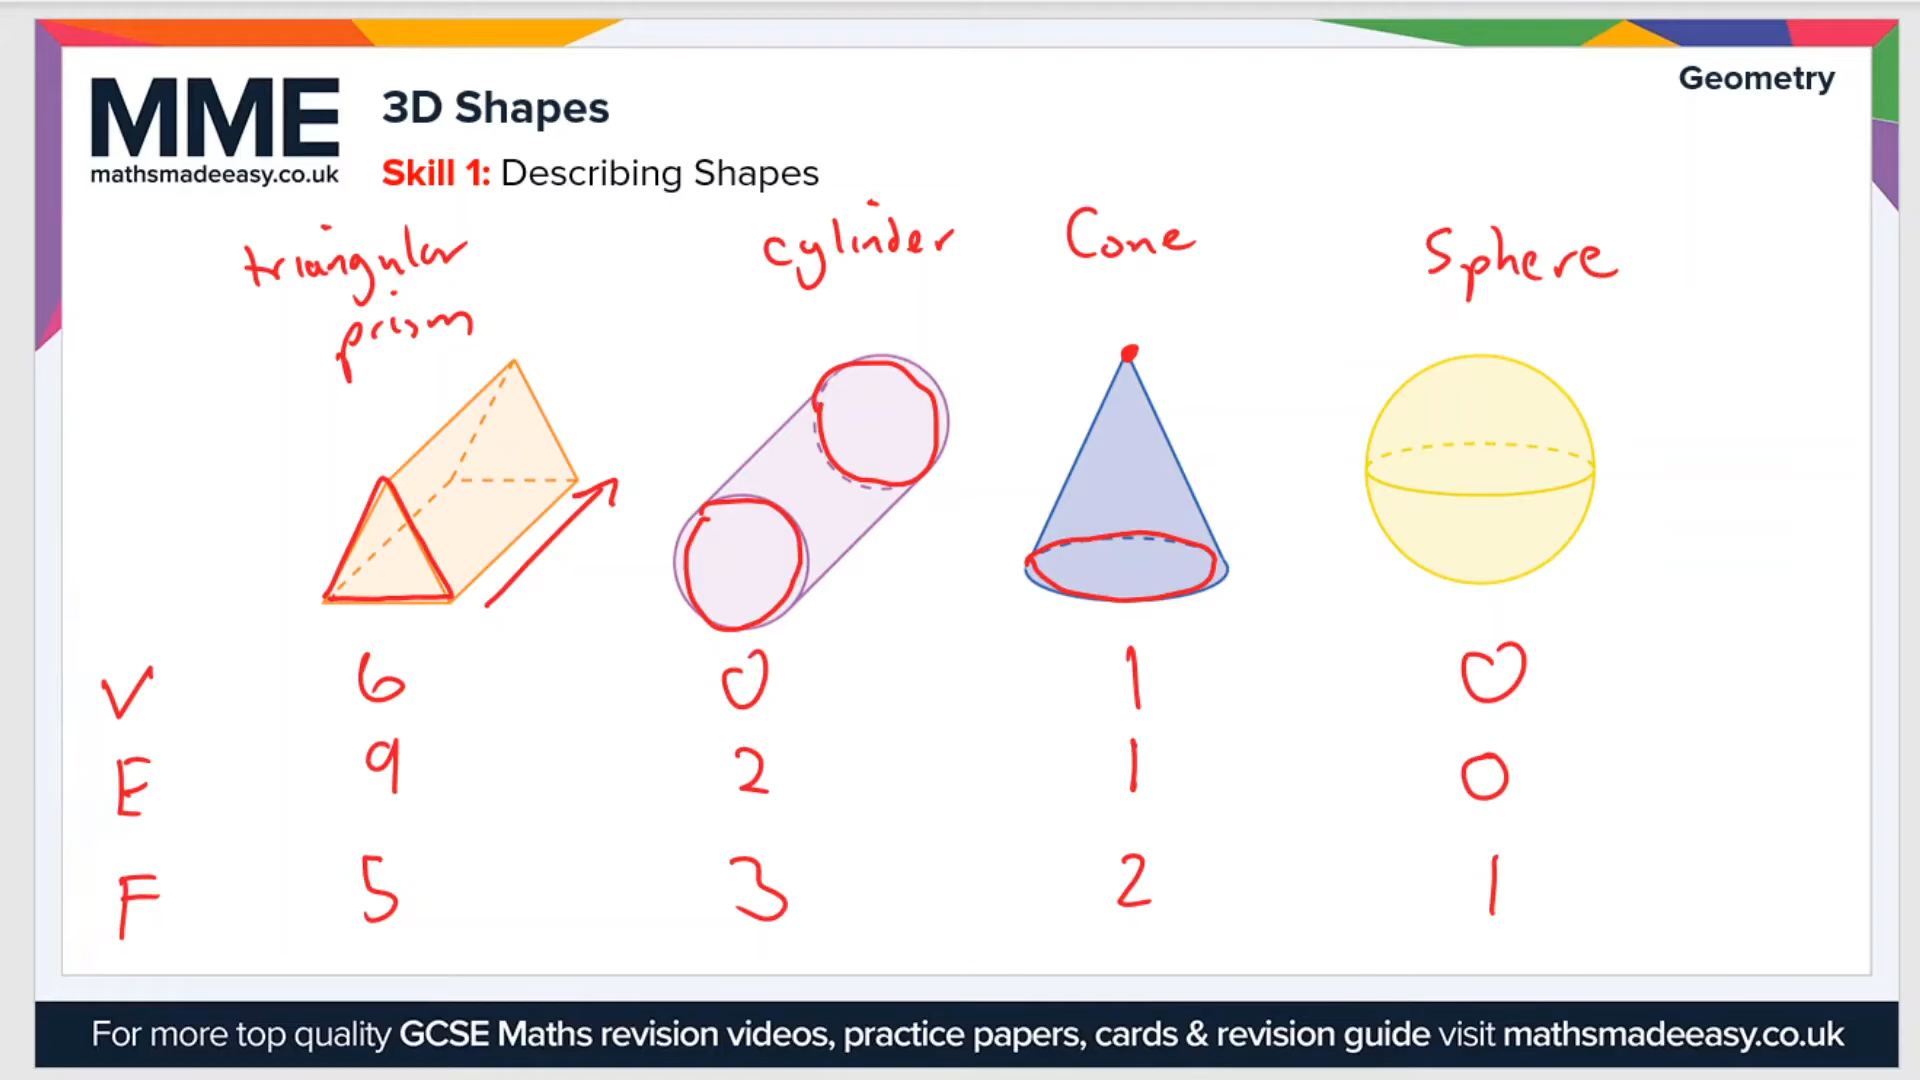 MME
mathsmadeeasy.co.uk
3D Shapes
Skill 1: Describing Shapes
Geometry
triangular
prism
cylinder
Cone
Sphere
V 6 0 1 0
E 9 2 1 0
F 5 3 2 1
For more top quality GCSE Maths revision videos, practice papers, cards & revision guide visit mathsmadeeasy.co.uk